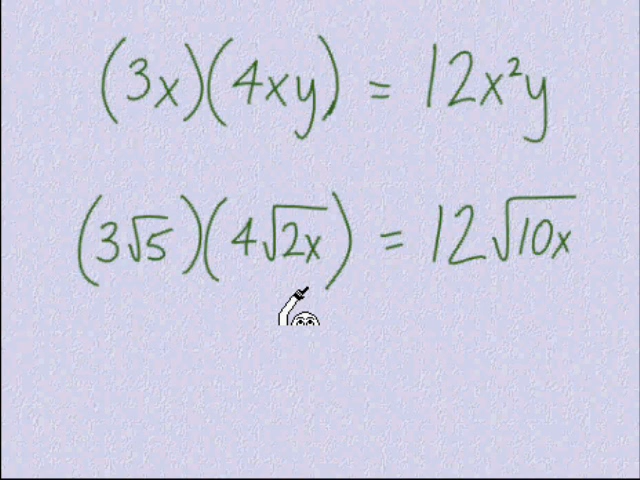 (3x)(4xy) = 12x²y
(3√5)(4√2x) = 12√10x